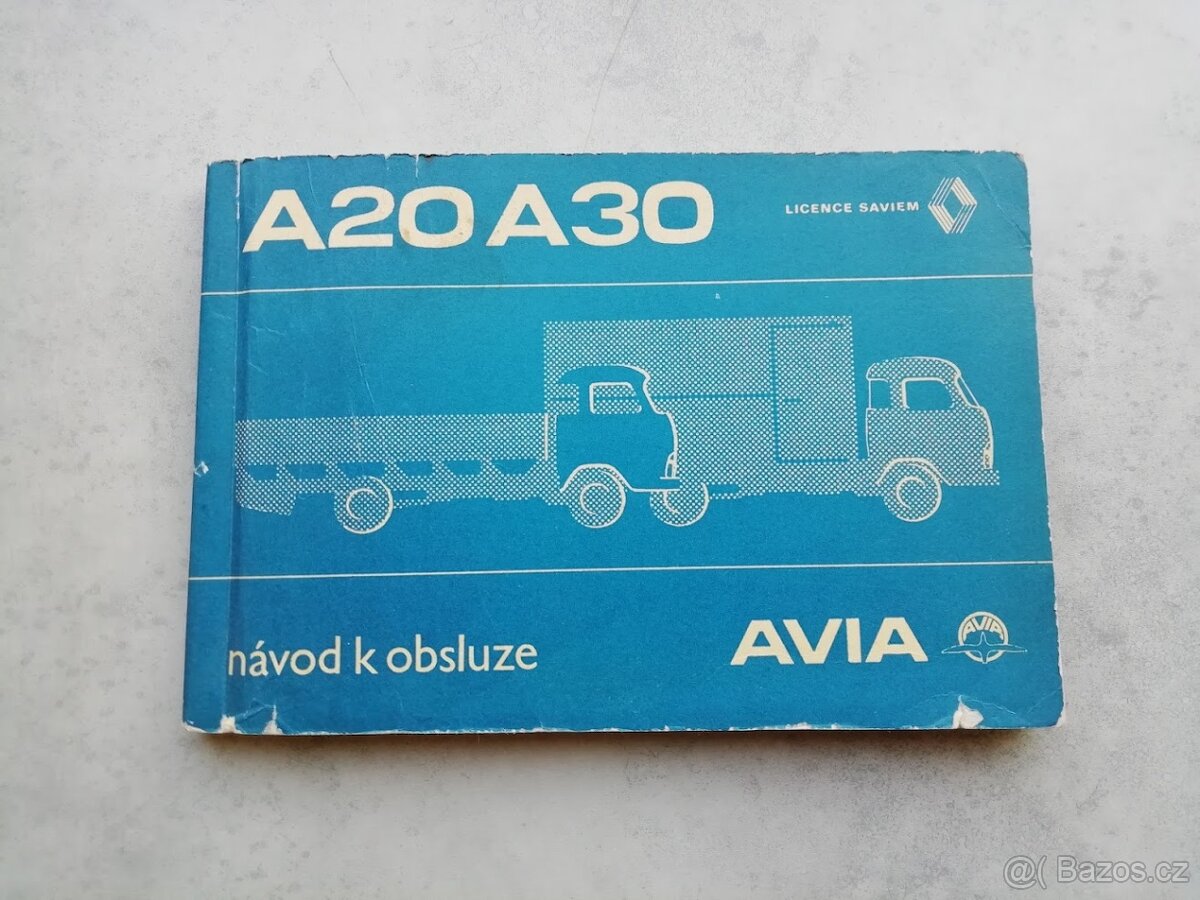 A20 A30
LICENCE SAVIEM
návod k obsluze
AVIA
AVIA
@( Bazos.cz